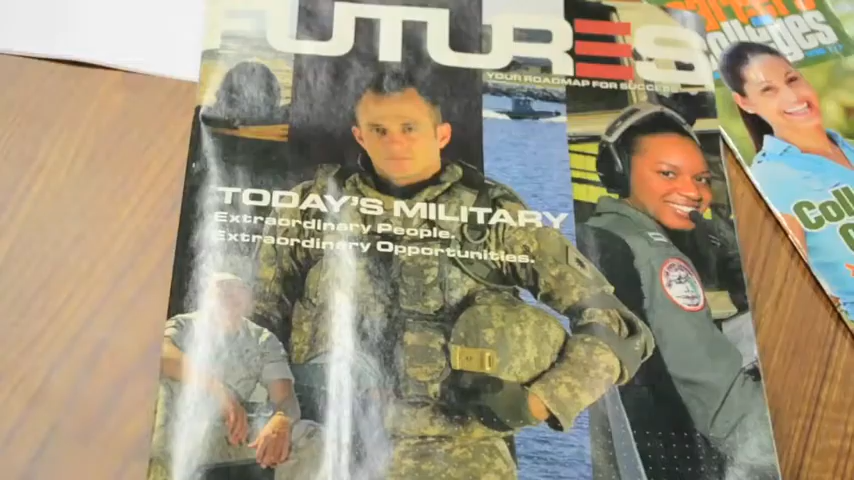 FUTURES
YOUR ROADMAP FOR SUCCESS
TODAY'S MILITARY
Extraordinary People.
Extraordinary Opportunities.
Colleges